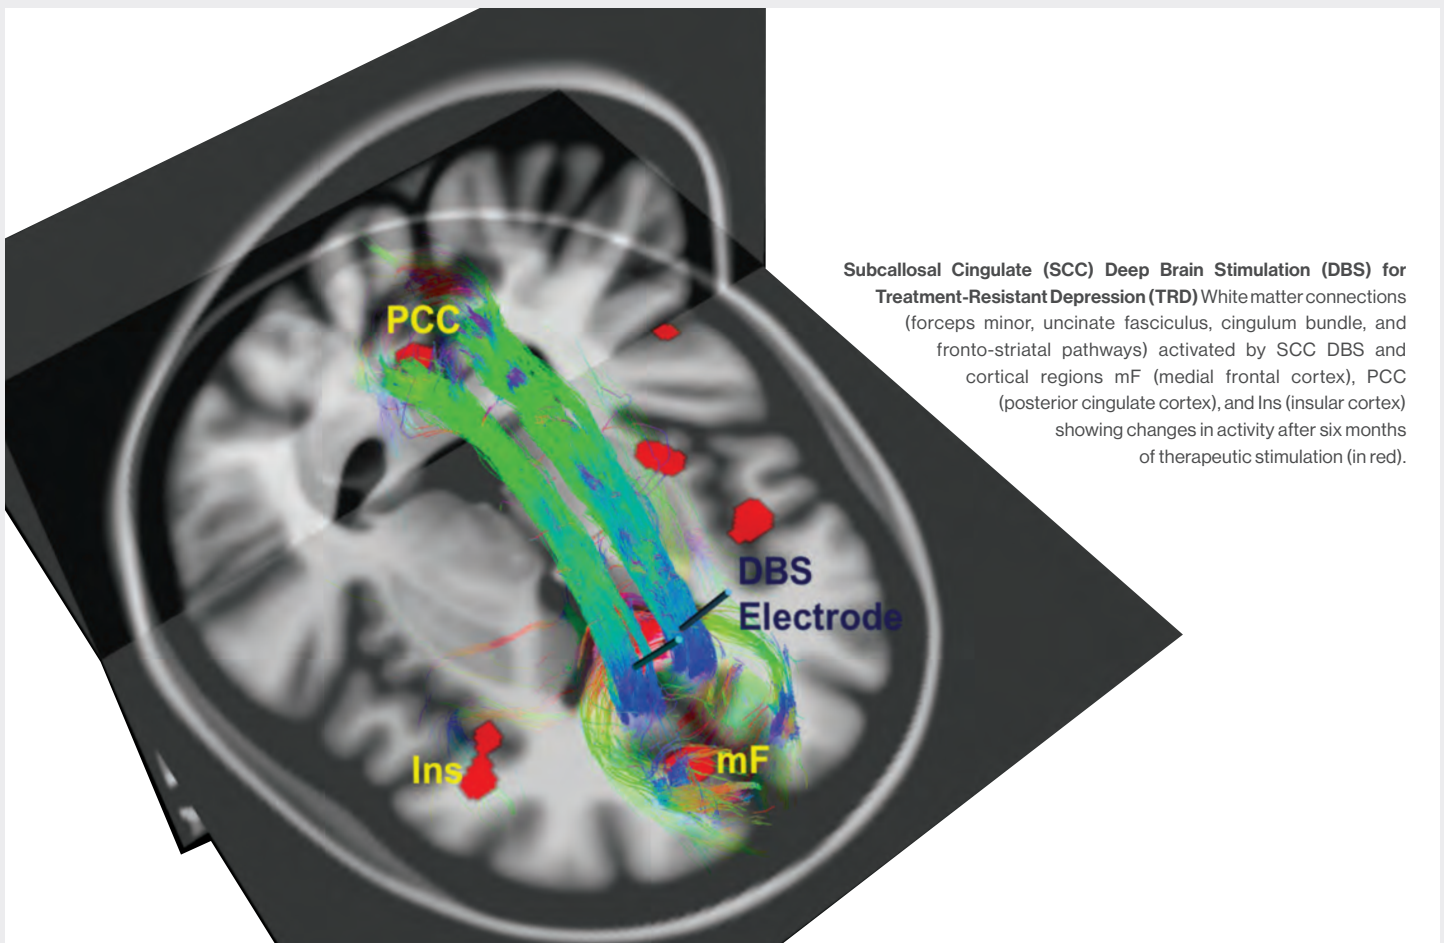 PCC
Subcallosal Cingulate (SCC) Deep Brain Stimulation (DBS) for
Treatment-Resistant Depression (TRD) White matter connections
(forceps minor, uncinate fasciculus, cingulum bundle, and
fronto-striatal pathways) activated by SCC DBS and
cortical regions mF (medial frontal cortex), PCC
(posterior cingulate cortex), and Ins (insular cortex)
showing changes in activity after six months
of therapeutic stimulation (in red).
DBS
Electrode
Ins
mF